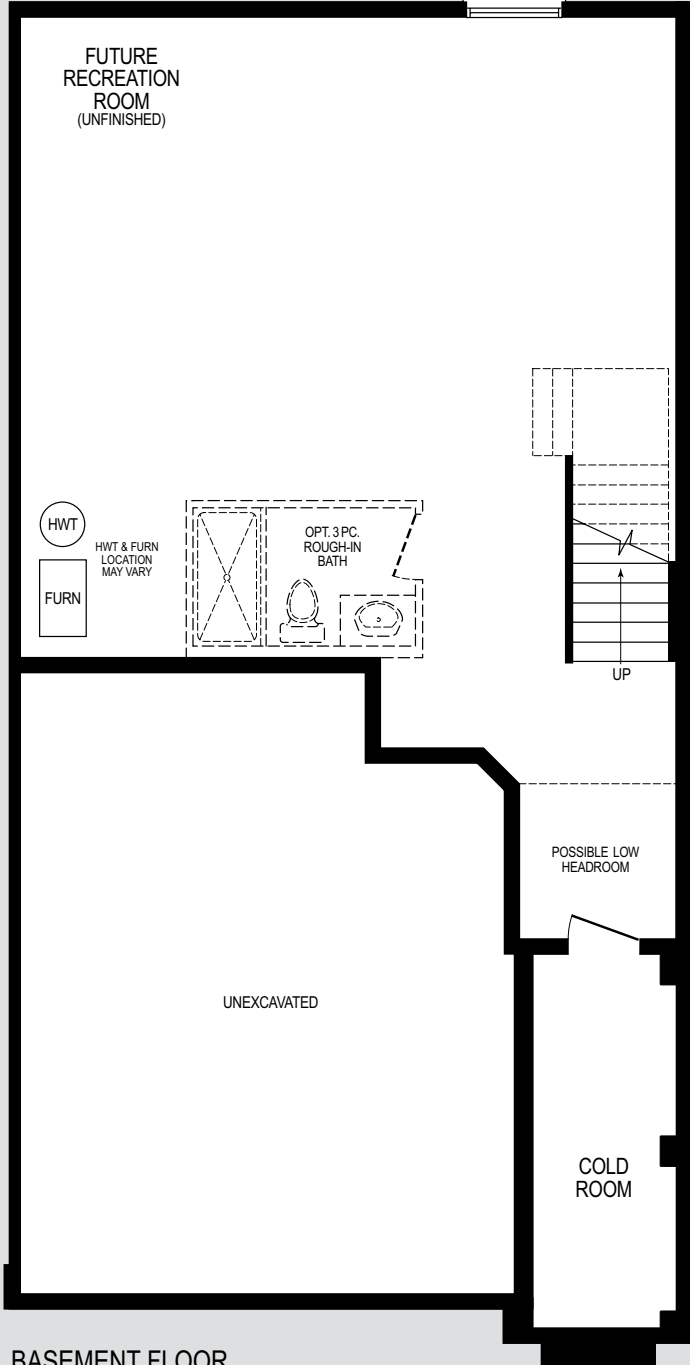 FUTURE
RECREATION
ROOM
(UNFINISHED)
HWT
HWT & FURN
LOCATION
MAY VARY
FURN
OPT. 3 PC.
ROUGH-IN
BATH
UP
POSSIBLE LOW
HEADROOM
UNEXCAVATED
COLD
ROOM
BASEMENT FLOOR